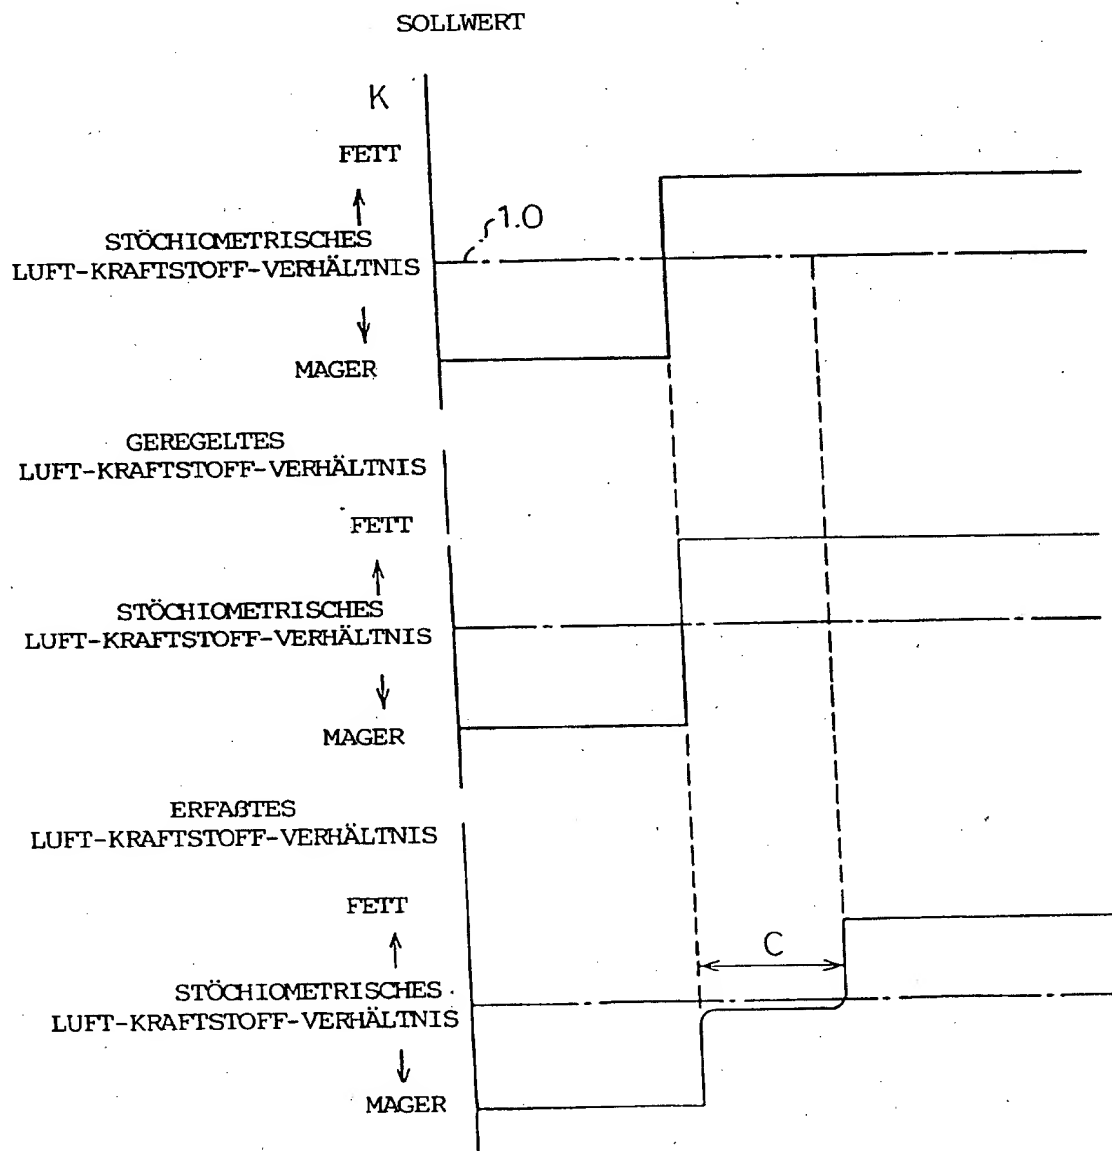 SOLLWERT
K
FETT
1.0
STÖCHIOMETRISCHES
LUFT-KRAFTSTOFF-VERHÄLTNIS
MAGER
GEREGELTES
LUFT-KRAFTSTOFF-VERHÄLTNIS
FETT
STÖCHIOMETRISCHES
LUFT-KRAFTSTOFF-VERHÄLTNIS
MAGER
ERFAßTES
LUFT-KRAFTSTOFF-VERHÄLTNIS
FETT
C
STÖCHIOMETRISCHES
LUFT-KRAFTSTOFF-VERHÄLTNIS
MAGER